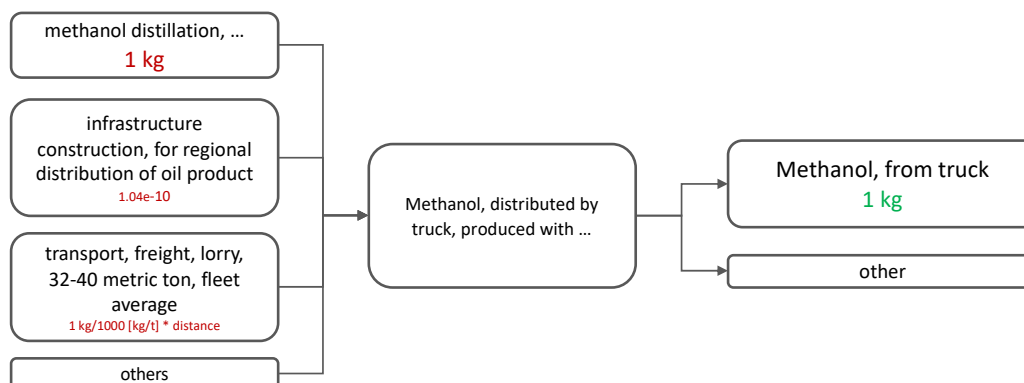 methanol distillation, …
1 kg
infrastructure
construction, for regional
distribution of oil product
1.04e-10
transport, freight, lorry,
32-40 metric ton, fleet
average
1 kg/1000 [kg/t] * distance
others
Methanol, distributed by
truck, produced with …
Methanol, from truck
1 kg
other